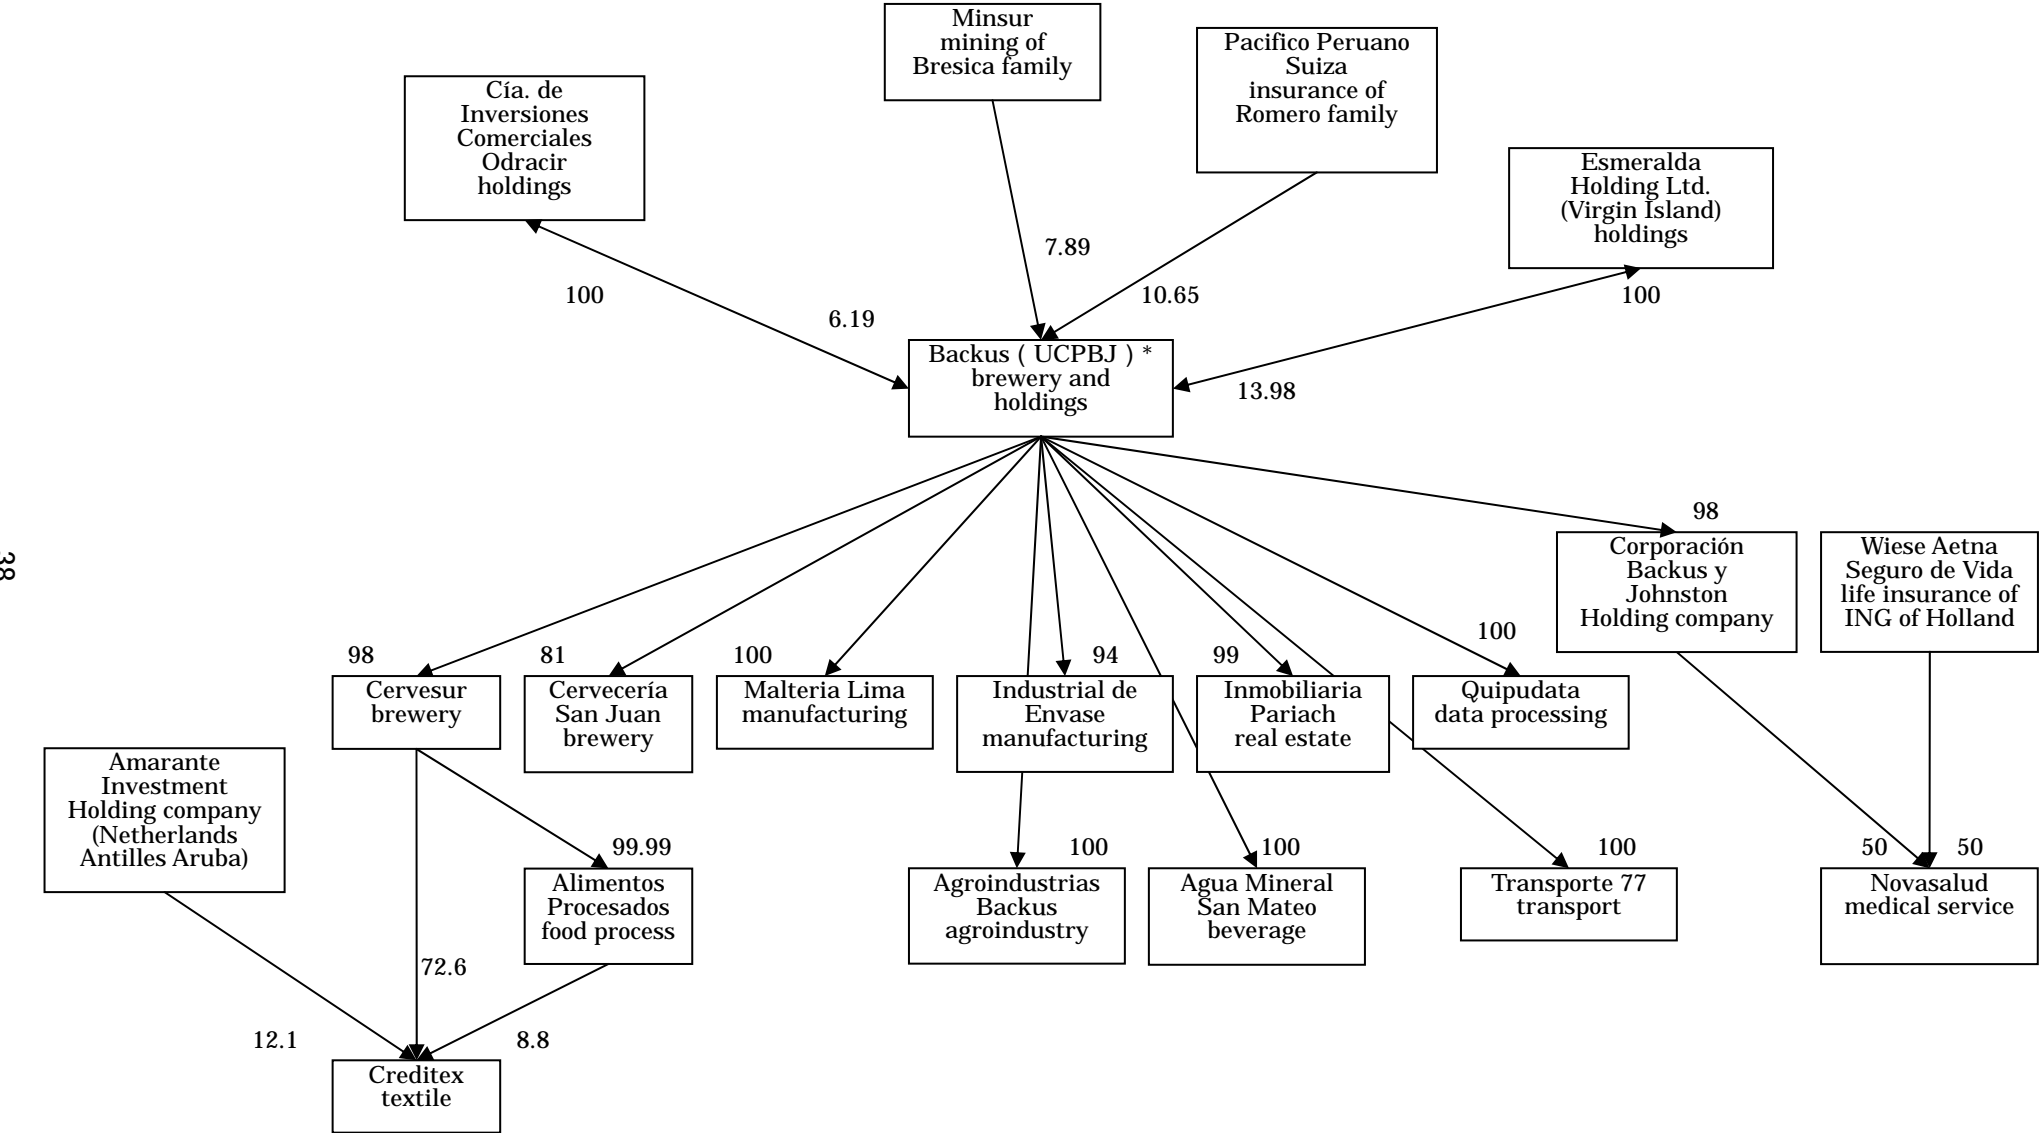 Minsur
mining of
Bresica family
Pacifico Peruano
Suiza
insurance of
Romero family
Cía. de
Inversiones
Comerciales
Odracir
holdings
Esmeralda
Holding Ltd.
(Virgin Island)
holdings
7.89
100
10.65
100
6.19
Backus ( UCPBJ ) *
brewery and
holdings
13.98
98
Corporación
Backus y
Johnston
Holding company
Wiese Aetna
Seguro de Vida
life insurance of
ING of Holland
38
98
81
100
94
99
100
Cervesur
brewery
Cervecería
San Juan
brewery
Malteria Lima
manufacturing
Industrial de
Envase
manufacturing
Inmobiliaria
Pariach
real estate
Quipudata
data processing
Amarante
Investment
Holding company
(Netherlands
Antilles Aruba)
99.99
100
100
100
50
50
Alimentos
Procesados
food process
Agroindustrias
Backus
agroindustry
Agua Mineral
San Mateo
beverage
Transporte 77
transport
Novasalud
medical service
72.6
12.1
8.8
Creditex
textile